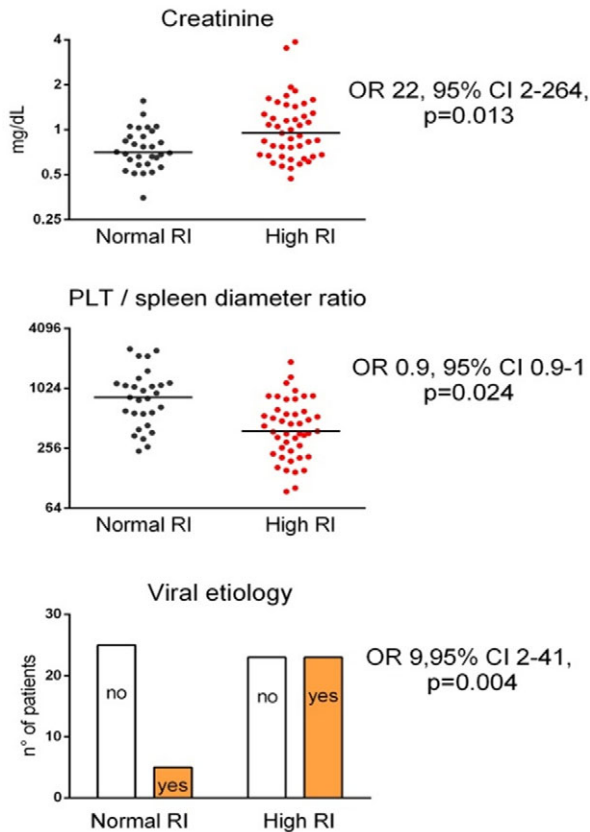 Creatinine
4
2
1
0.5
0.25
mg/dL
Normal RI
High RI
OR 22, 95% CI 2-264,
p=0.013
PLT / spleen diameter ratio
4096
1024
256
64
Normal RI
High RI
OR 0.9, 95% CI 0.9-1
p=0.024
Viral etiology
30
20
10
0
n° of patients
no
yes
no
yes
Normal RI
High RI
OR 9,95% CI 2-41,
p=0.004